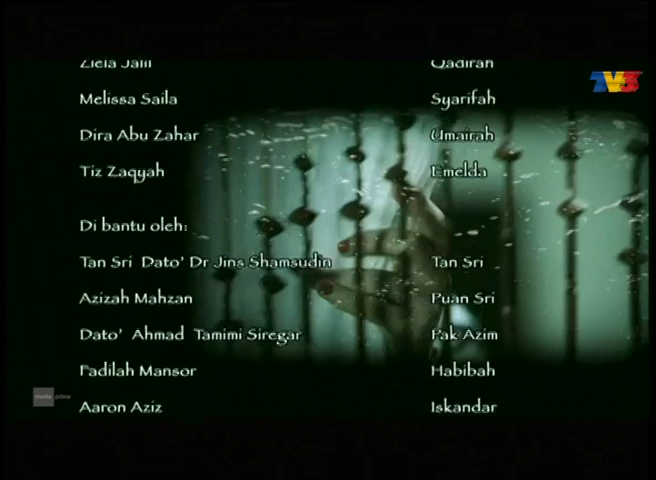 Ziela Jalil Qadirah
TV3
Melissa Saila Syarifah
Dira Abu Zahar Umairah
Tiz Zaqyah Emelda
Di bantu oleh:
Tan Sri Dato' Dr Jins Shamsudin Tan Sri
Azizah Mahzan Puan Sri
Dato' Ahmad Tamimi Siregar Pak Azim
Fadilah Mansor Habibah
media prima
Aaron Aziz Iskandar